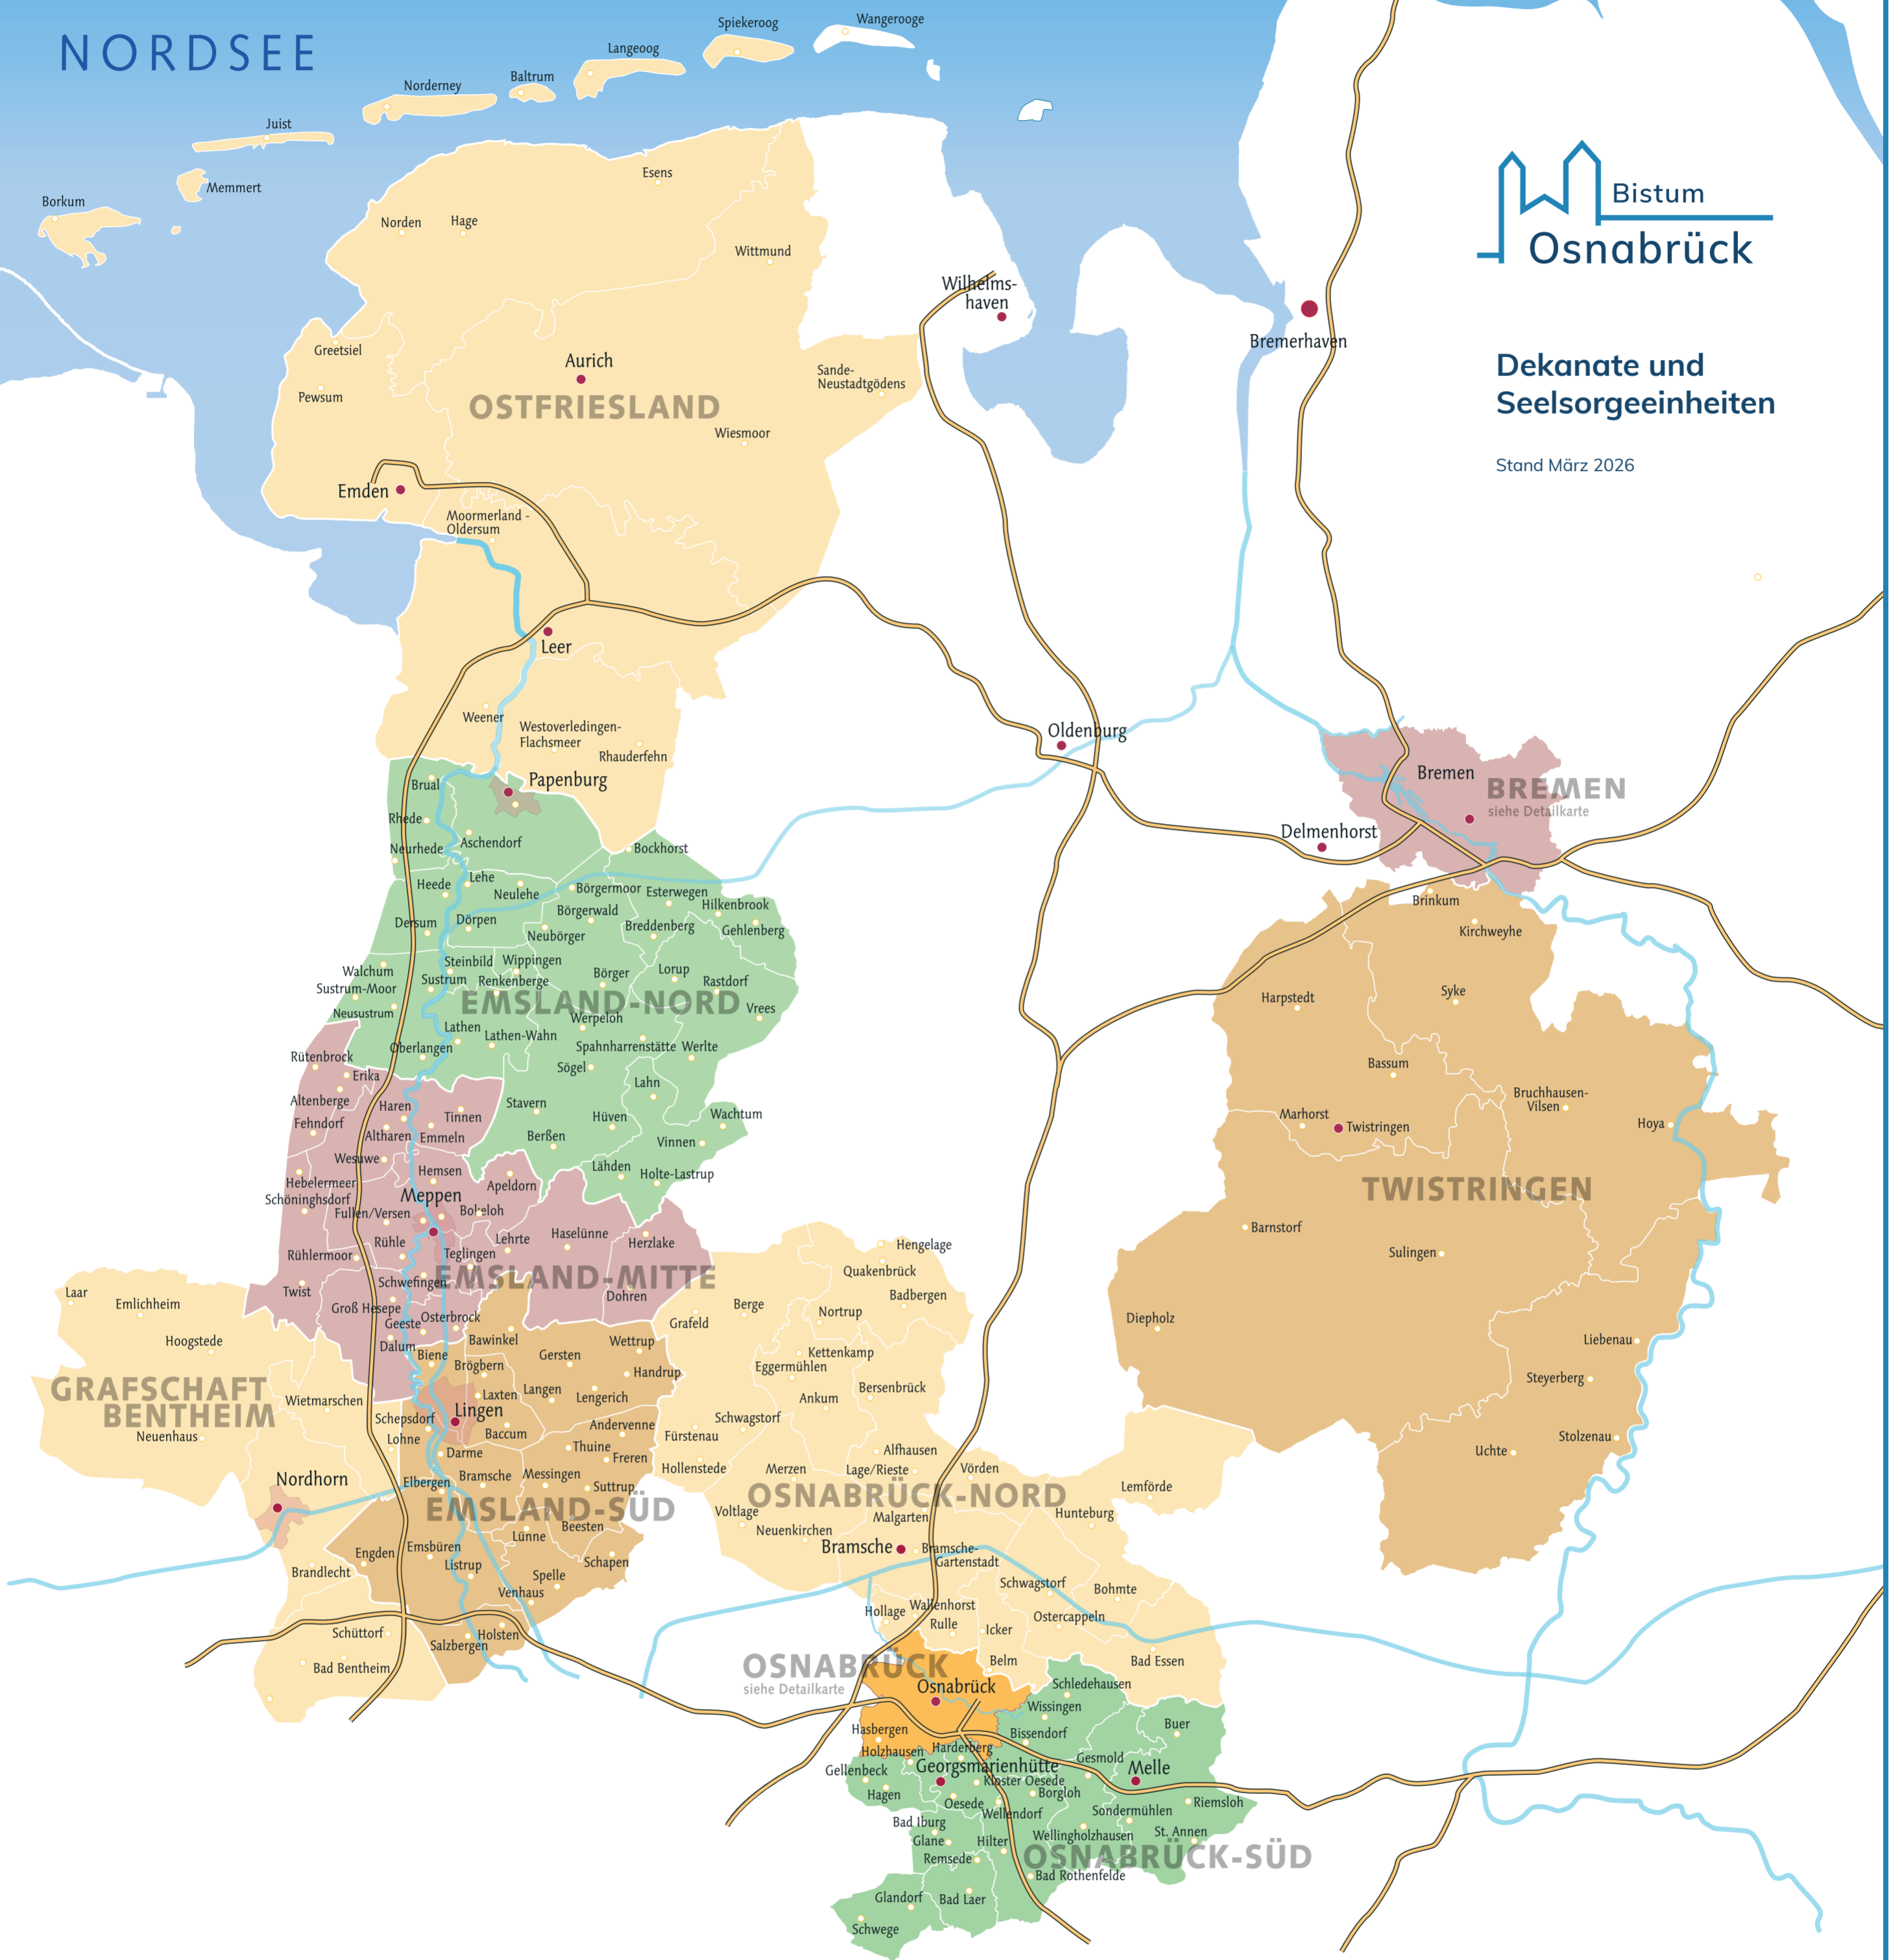 NORDSEE
Spiekeroog
Wangerooge
Langeoog
Baltrum
Norderney
Juist
Memmert
Borkum
Bistum
Osnabrück
Dekanate und
Seelsorgeeinheiten
Stand März 2026
Esens
Norden
Hage
Wittmund
Wilhelms-
haven
Bremerhaven
Greetsiel
Aurich
Sande-
Neustadtgödens
Pewsum
OSTFRIESLAND
Wiesmoor
Emden
Moormerland -
Oldersum
Leer
Weener
Westoverledingen-
Flachsmeer
Rhauderfehn
Oldenburg
Papenburg
Bremen
BREMEN
siehe Detailkarte
Delmenhorst
Brual
Rhede
Aschendorf
Neurhede
Bockhorst
Lehe
Heede
Neulehe
Börgermoor
Esterwegen
Hilkenbrook
Börgerwald
Dersum
Dörpen
Breddenberg
Gehlenberg
Neubörger
Brinkum
Kirchweyhe
Steinbild
Wippingen
Walchum
Sustrum
Renkenberge
Börger
Lorup
Rastdorf
Sustrum-Moor
EMSLAND-NORD
Neusustrum
Werpeloh
Vrees
Lathen
Lathen-Wahn
Oberlangen
Spahnharrenstätte
Werlte
Harpstedt
Syke
Rütenbrock
Erika
Sögel
Lahn
Bassum
Altenberge
Haren
Tinnen
Stavern
Hüven
Wachtum
Bruchhausen-
Vilsen
Fehndorf
Altharen
Emmeln
Berßen
Vinnen
Marhorst
Twistringen
Hoya
Wesuwe
Hemsen
Lähden
Holte-Lastrup
Hebelermeer
Apeldorn
TWISTRINGEN
Schöninghsdorf
Meppen
Fullen/Versen
Bokeloh
Haselünne
Barnstorf
Rühle
Lehrte
Herzlake
Hengelage
Sulingen
Rühlermoor
Teglingen
Quakenbrück
Twist
Schwefingen
EMSLAND-MITTE
Dohren
Badbergen
Laar
Emlichheim
Groß Hesepe
Berge
Nortrup
Geeste
Osterbrock
Grafeld
Diepholz
Hoogstede
Dalum
Bawinkel
Wettrup
Liebenau
Biene
Gersten
Kettenkamp
Brögbern
Eggermühlen
Handrup
Steyerberg
GRAFSCHAFT
BENTHEIM
Wietmarschen
Laxten
Langen
Lengerich
Ankum
Bersenbrück
Neuenhaus
Schepsdorf
Lingen
Schwagstorf
Andervenne
Fürstenau
Stolzenau
Lohne
Baccum
Darme
Thuine
Freren
Alfhausen
Uchte
Nordhorn
Elbergen
Bramsche
Messingen
Suttrup
Hollenstede
Merzen
Lage/Rieste
Vörden
Lemförde
EMSLAND-SÜD
OSNABRÜCK-NORD
Voltlage
Malgarten
Hunteburg
Lünne
Beesten
Neuenkirchen
Bramsche
Bramsche-
Gartenstadt
Engden
Emsbüren
Listrup
Schapen
Brandlecht
Spelle
Venhaus
Schwagstorf
Bohmte
Hollage
Wallenhorst
Ostercappeln
Rulle
Icker
Schüttorf
Holsten
Salzbergen
Bad Bentheim
OSNABRÜCK
siehe Detailkarte
Belm
Bad Essen
Osnabrück
Schledehausen
Wissingen
Hasbergen
Bissendorf
Buer
Holzhausen
Harderberg
Gesmold
Gellenbeck
Georgsmarienhütte
Melle
Kloster Oesede
Hagen
Oesede
Borgloh
Riemsloh
Wellendorf
Sondermühlen
Bad Iburg
Glane
Hilter
Wellingholzhausen
St. Annen
Remsede
OSNABRÜCK-SÜD
Bad Rothenfelde
Glandorf
Bad Laer
Schwege